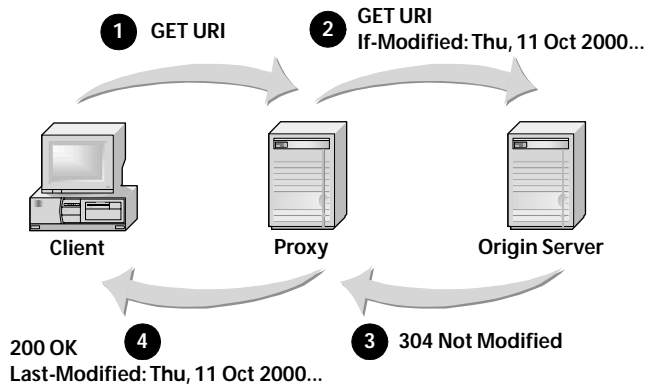 1 GET URI
2 GET URI
If-Modified: Thu, 11 Oct 2000...
Client
Proxy
Origin Server
3 304 Not Modified
4
200 OK
Last-Modified: Thu, 11 Oct 2000...